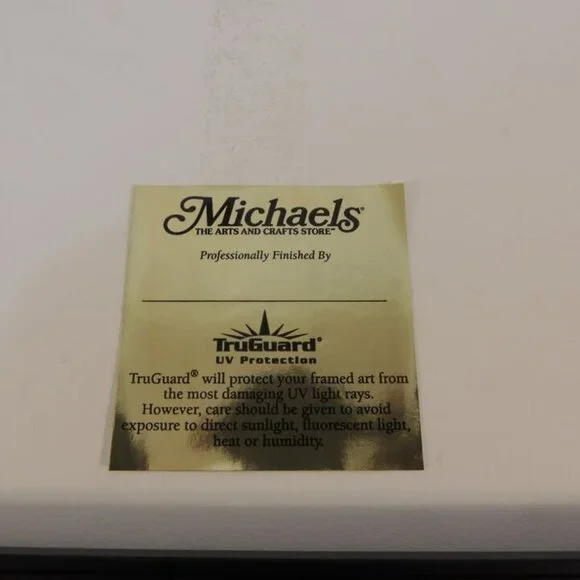 Michaels®
THE ARTS AND CRAFTS STORE™
Professionally Finished By
TruGuard®
UV Protection
TruGuard® will protect your framed art from
the most damaging UV light rays.
However, care should be given to avoid
exposure to direct sunlight, fluorescent light,
heat or humidity.